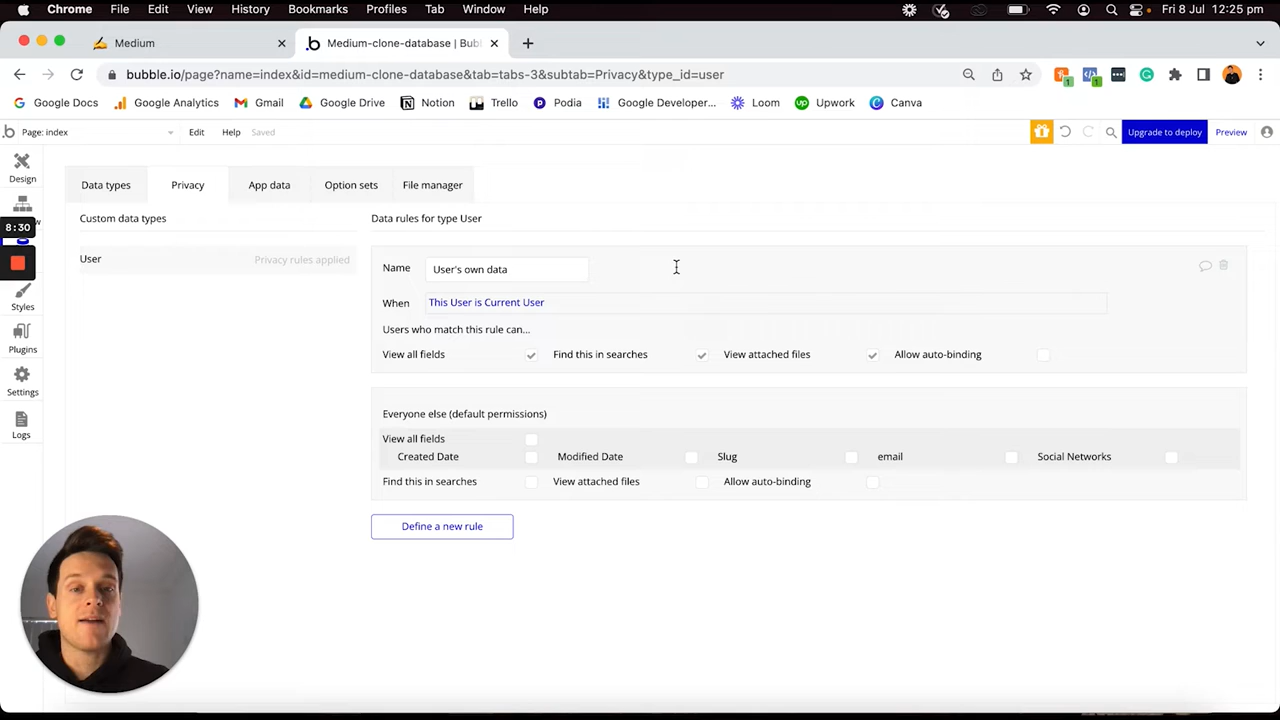 Chrome File Edit View History Bookmarks Profiles Tab Window Help Fri 8 Jul 12:25 pm
Medium Medium-clone-database | Bubl
bubble.io/page?name=index&id=medium-clone-database&tab=tabs-3&subtab=Privacy&type_id=user
Google Docs Google Analytics Gmail Google Drive Notion Trello Podia Google Developer... Loom Upwork Canva
Page: index Edit Help Saved Upgrade to deploy Preview
Design
8:30
Styles
Plugins
Settings
Logs
Data types Privacy App data Option sets File manager
Custom data types
User Privacy rules applied
Data rules for type User
Name User's own data
When This User is Current User
Users who match this rule can...
View all fields Find this in searches View attached files Allow auto-binding
Everyone else (default permissions)
View all fields
Created Date Modified Date Slug email Social Networks
Find this in searches View attached files Allow auto-binding
Define a new rule